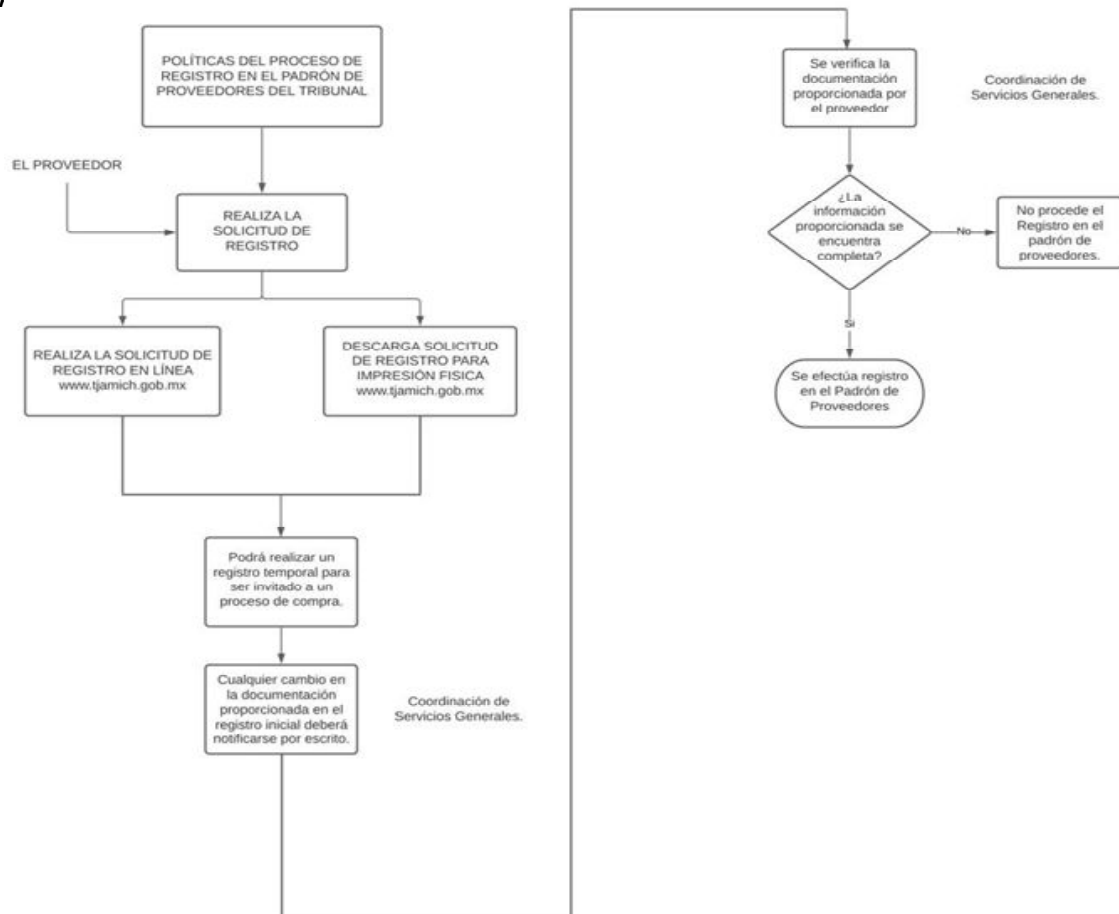 POLÍTICAS DEL PROCESO DE
REGISTRO EN EL PADRÓN DE
PROVEEDORES DEL TRIBUNAL
EL PROVEEDOR
REALIZA LA
SOLICITUD DE
REGISTRO
REALIZA LA SOLICITUD DE
REGISTRO EN LÍNEA
www.tjamich.gob.mx
DESCARGA SOLICITUD
DE REGISTRO PARA
IMPRESIÓN FISICA
www.tjamich.gob.mx
Podrá realizar un
registro temporal para
ser invitado a un
proceso de compra.
Cualquier cambio en
la documentación
proporcionada en el
registro inicial deberá
notificarse por escrito.
Coordinación de
Servicios Generales.
Se verifica la
documentación
proporcionada por
el proveedor
Coordinación de
Servicios Generales.
¿La
información
proporcionada se
encuentra
completa?
No
No procede el
Registro en el
padrón de
proveedores.
Si
Se efectúa registro
en el Padrón de
Proveedores